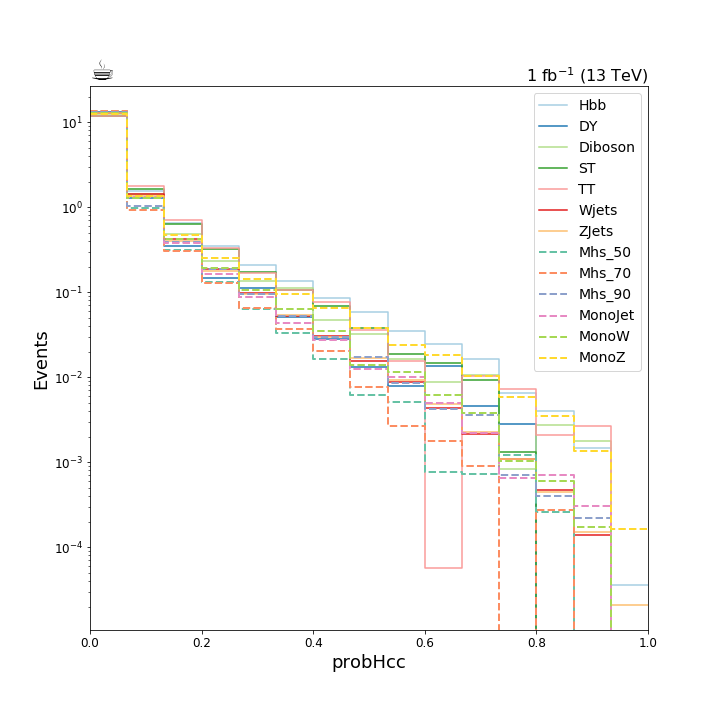 1 fb⁻¹ (13 TeV)
Events
10¹
10⁰
10⁻¹
10⁻²
10⁻³
10⁻⁴
Hbb
DY
Diboson
ST
TT
Wjets
ZJets
Mhs_50
Mhs_70
Mhs_90
MonoJet
MonoW
MonoZ
0.0 0.2 0.4 0.6 0.8 1.0
probHcc